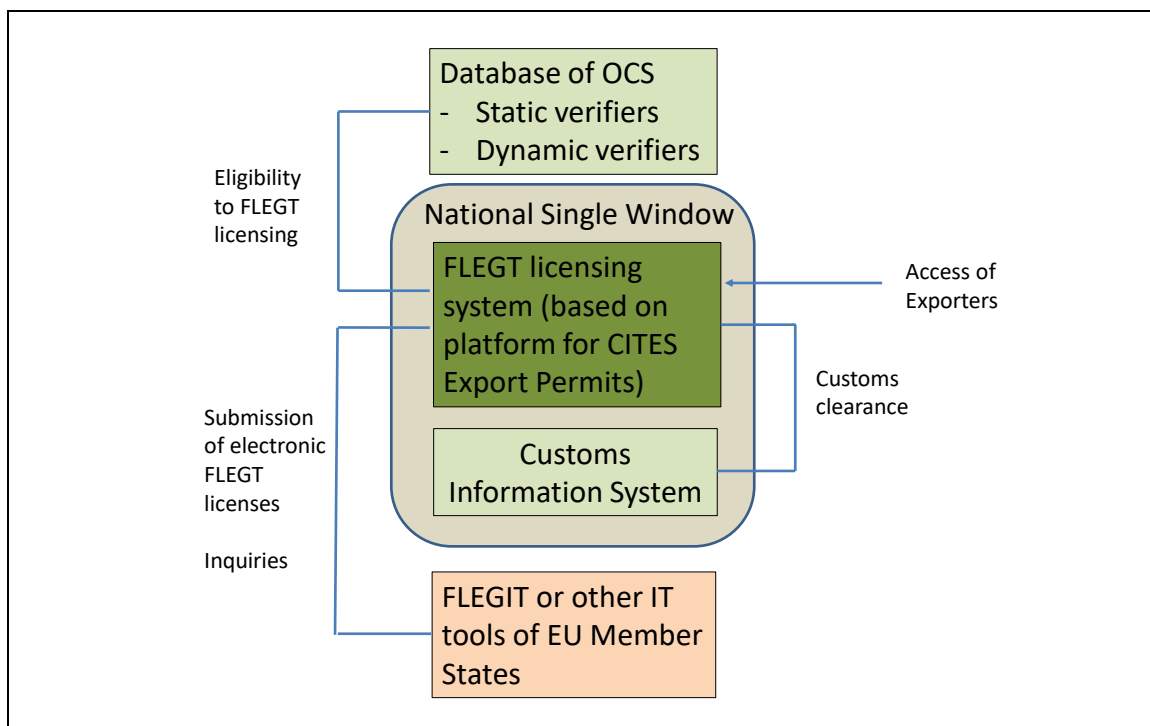 Database of OCS
- Static verifiers
- Dynamic verifiers
Eligibility
to FLEGT
licensing
National Single Window
FLEGT licensing
system (based on
platform for CITES
Export Permits)
Access of
Exporters
Customs
clearance
Submission
of electronic
FLEGT
licenses
Inquiries
Customs
Information System
FLEGIT or other IT
tools of EU Member
States